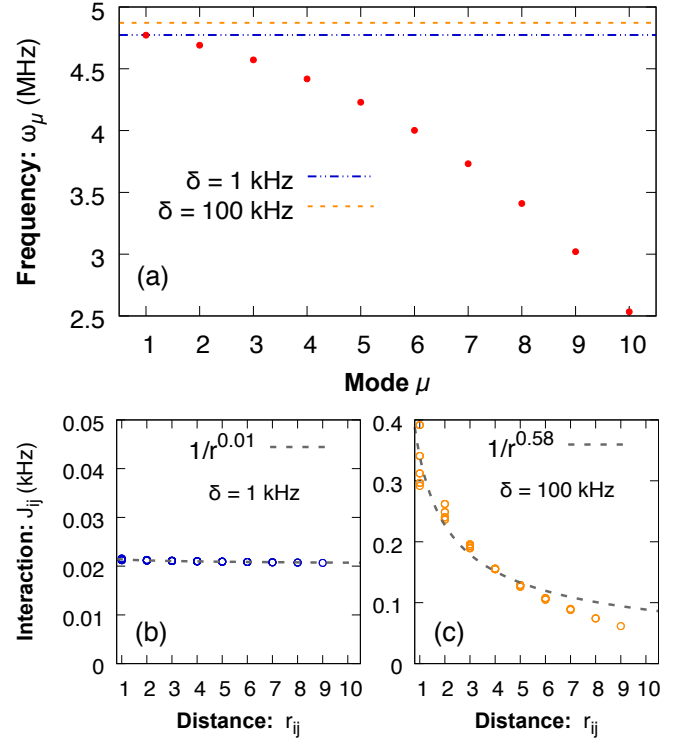 5
4.5
4
3.5
3
2.5
Frequency: ω_μ (MHz)
δ = 1 kHz
δ = 100 kHz
(a)
1 2 3 4 5 6 7 8 9 10
Mode μ
0.05
0.04
0.03
0.02
0.01
0
Interaction: J_ij (kHz)
1/r^0.01
δ = 1 kHz
(b)
1 2 3 4 5 6 7 8 9 10
Distance: r_ij
0.4
0.3
0.2
0.1
0
1/r^0.58
δ = 100 kHz
(c)
1 2 3 4 5 6 7 8 9 10
Distance: r_ij